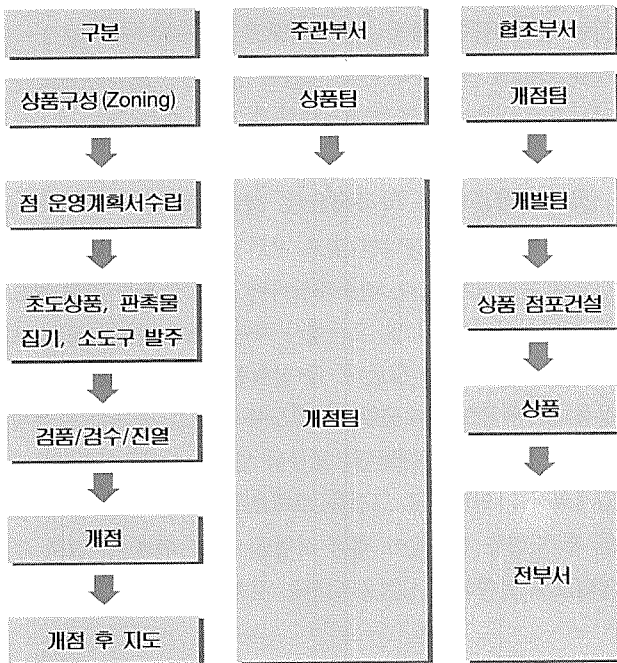 구분 주관부서 협조부서
상품구성(Zoning) 상품팀 개점팀
점 운영계획서수립 개발팀
초도상품, 판촉물
집기, 소도구 발주
상품 점포건설
검품/검수/진열 개점팀 상품
개점
전부서
개점 후 지도